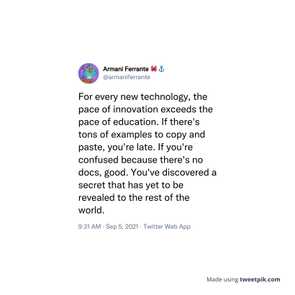 Armani Ferrante
@armaniferrante
For every new technology, the
pace of innovation exceeds the
pace of education. If there's
tons of examples to copy and
paste, you're late. If you're
confused because there's no
docs, good. You've discovered a
secret that has yet to be
revealed to the rest of the
world.
9:31 AM · Sep 5, 2021 · Twitter Web App
Made using tweetpik.com